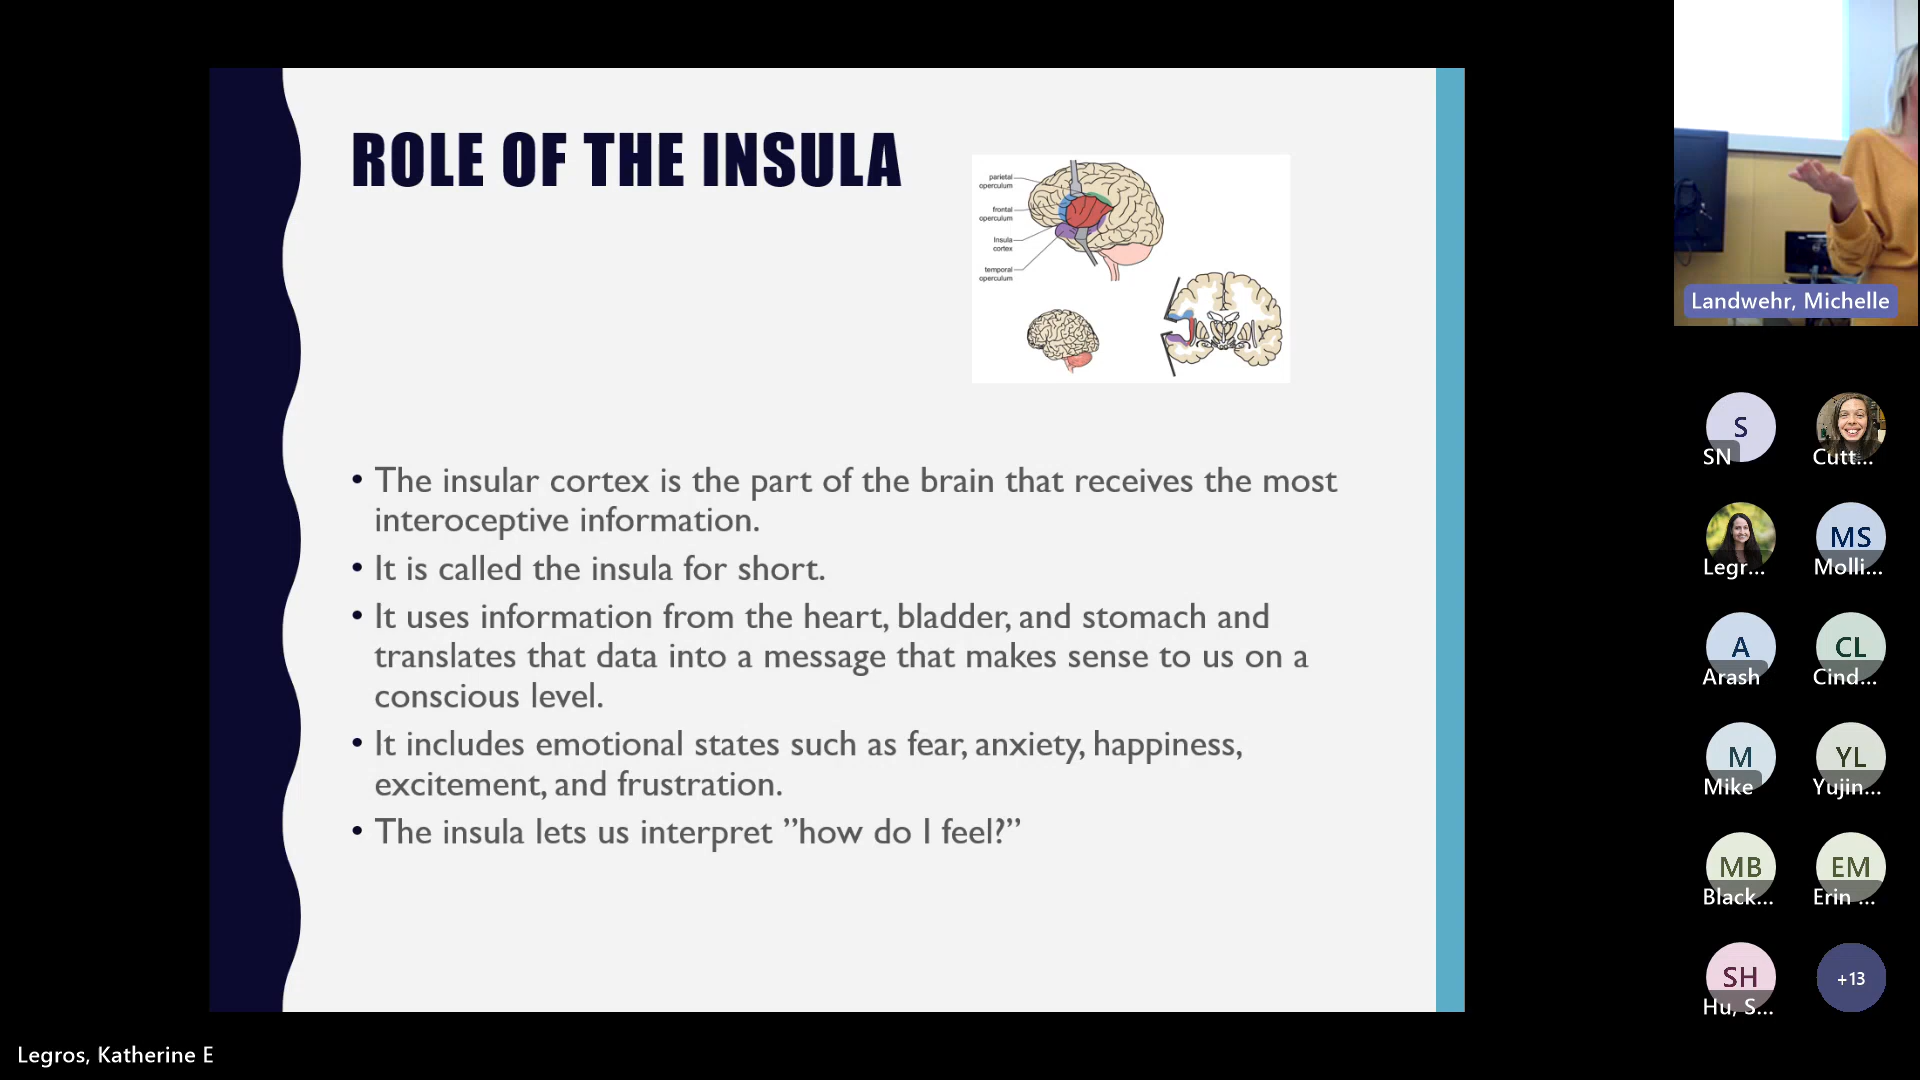 ROLE OF THE INSULA
parietal
operculum
frontal
operculum
Insula
cortex
temporal
operculum
• The insular cortex is the part of the brain that receives the most
interoceptive information.
• It is called the insula for short.
• It uses information from the heart, bladder, and stomach and
translates that data into a message that makes sense to us on a
conscious level.
• It includes emotional states such as fear, anxiety, happiness,
excitement, and frustration.
• The insula lets us interpret ”how do I feel?”
Landwehr, Michelle
S
SN
Cutt...
Legr...
MS
Molli...
A
Arash
CL
Cind...
M
Mike
YL
Yujin...
MB
Black...
EM
Erin ...
SH
Hu, S...
+13
Legros, Katherine E